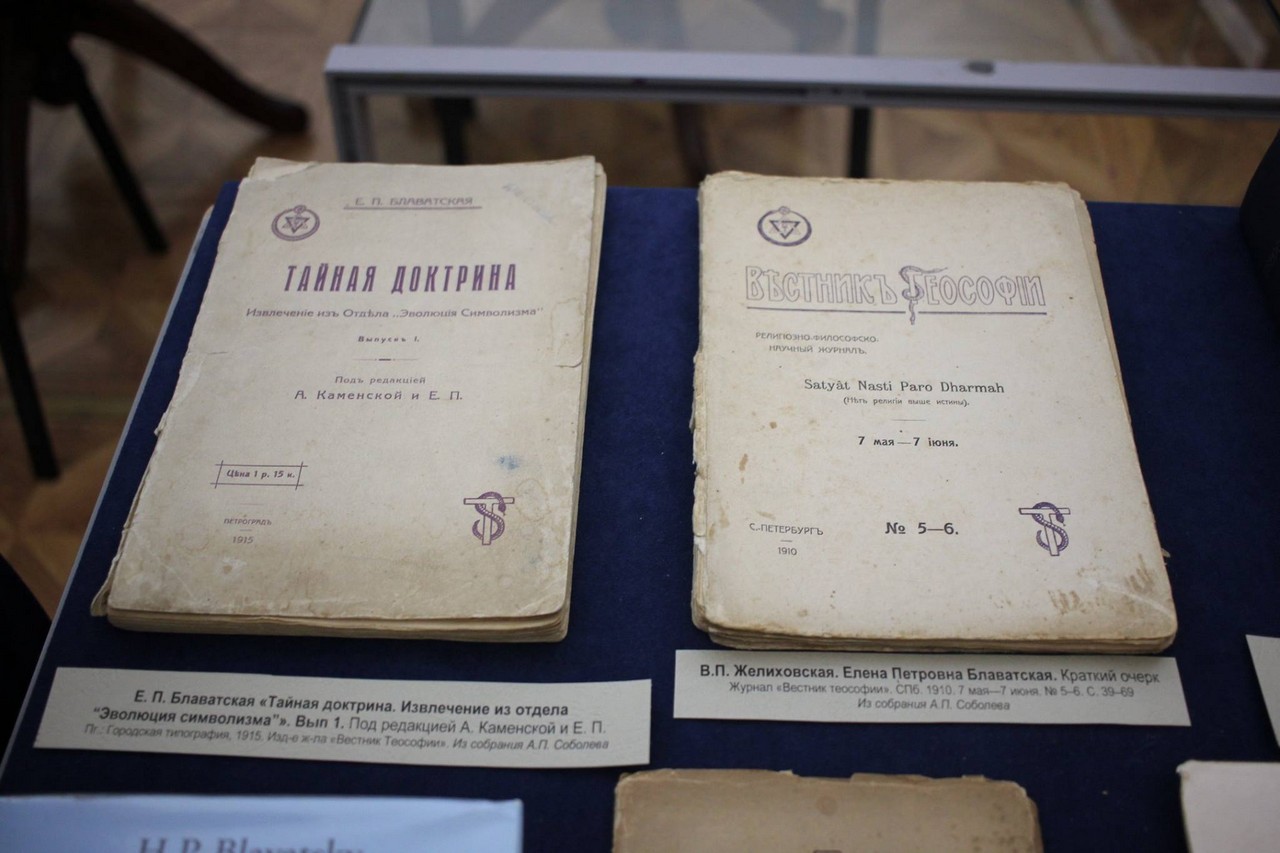 Е. П. БЛАВАТСКАЯ
ТАЙНАЯ ДОКТРИНА
Извлеченіе изъ Отдѣла „Эволюція Символизма“
Выпускъ I.
Подъ редакціей
А. Каменской и Е. П.
Цѣна 1 р. 15 к.
ПЕТРОГРАДЪ
1915
ВѢСТНИКЪ ТЕОСОФІИ
РЕЛИГІОЗНО-ФИЛОСОФСКО-
НАУЧНЫЙ ЖУРНАЛЪ.
Satyât Nasti Paro Dharmah
(Нѣтъ религіи выше истины).
7 мая—7 іюня.
С.-ПЕТЕРБУРГЪ
1910
№ 5—6.
Е. П. Блаватская «Тайная доктрина. Извлечение из отдела
“Эволюция символизма”». Вып 1. Под редакцией А. Каменской и Е. П.
Пг.: Городская типография, 1915. Изд-е ж-ла «Вестник Теософии». Из собрания А.П. Соболева
В.П. Желиховская. Елена Петровна Блаватская. Краткий очерк
Журнал «Вестник теософии». СПб. 1910. 7 мая—7 июня. № 5–6. С. 39–69
Из собрания А.П. Соболева
H.P. Blavatsky